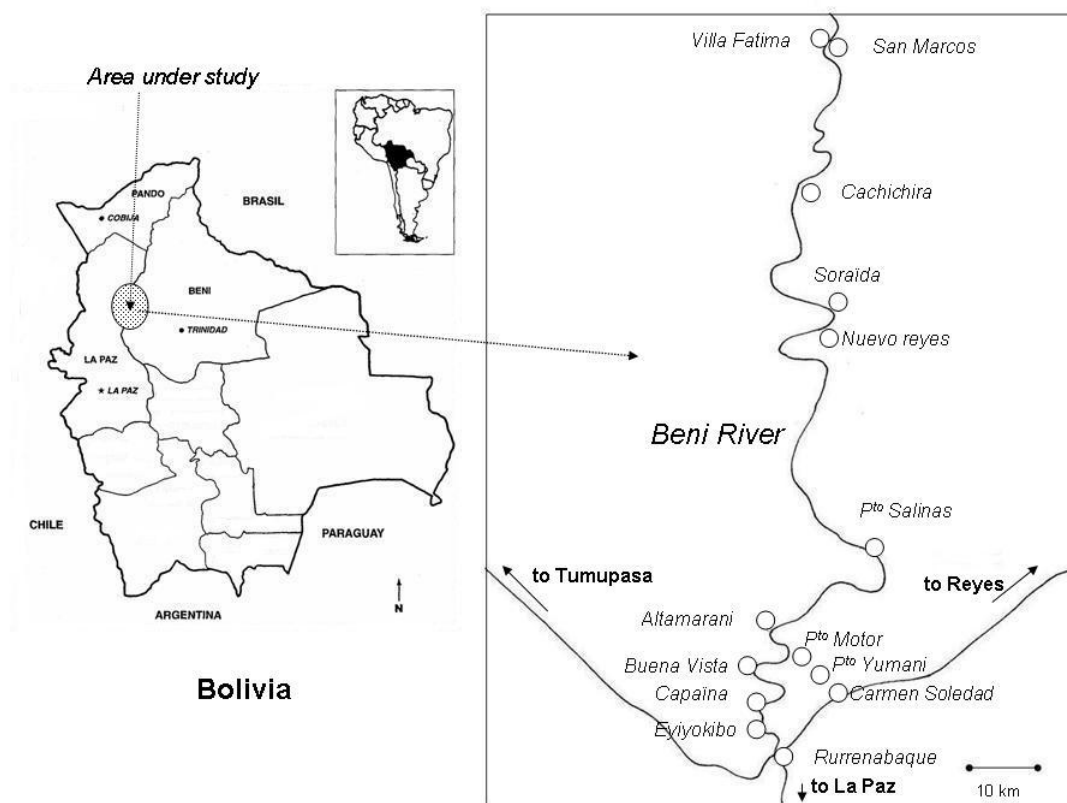 Area under study
PANDO
COBIJA
BRASIL
BENI
TRINIDAD
LA PAZ
LA PAZ
CHILE
PARAGUAY
N
ARGENTINA
Bolivia
Villa Fatima
San Marcos
Cachichira
Soraïda
Nuevo reyes
Beni River
Pto Salinas
to Tumupasa
to Reyes
Altamarani
Pto Motor
Buena Vista
Pto Yumani
Capaïna
Carmen Soledad
Eyiyokibo
Rurrenabaque
to La Paz
10 km